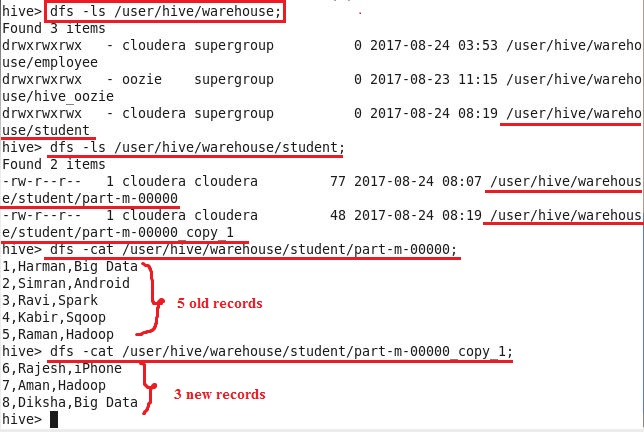 hive> dfs -ls /user/hive/warehouse;
Found 3 items
drwxrwxrwx   - cloudera supergroup          0 2017-08-24 03:53 /user/hive/wareho
use/employee
drwxrwxrwx   - oozie    supergroup          0 2017-08-23 11:15 /user/hive/wareho
use/hive_oozie
drwxrwxrwx   - cloudera supergroup          0 2017-08-24 08:19 /user/hive/wareho
use/student
hive> dfs -ls /user/hive/warehouse/student;
Found 2 items
-rw-r--r--   1 cloudera cloudera         77 2017-08-24 08:07 /user/hive/warehous
e/student/part-m-00000
-rw-r--r--   1 cloudera cloudera         48 2017-08-24 08:19 /user/hive/warehous
e/student/part-m-00000_copy_1
hive> dfs -cat /user/hive/warehouse/student/part-m-00000;
1,Harman,Big Data
2,Simran,Android
3,Ravi,Spark
5 old records
4,Kabir,Sqoop
5,Raman,Hadoop
hive> dfs -cat /user/hive/warehouse/student/part-m-00000_copy_1;
6,Rajesh,iPhone
7,Aman,Hadoop
3 new records
8,Diksha,Big Data
hive>